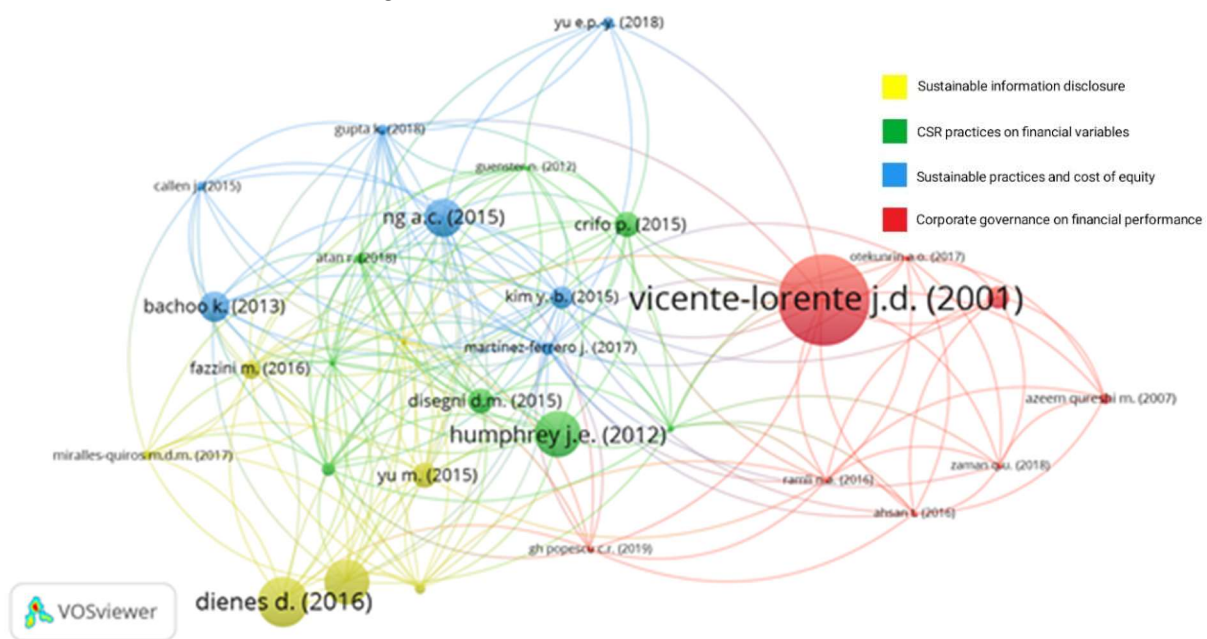 yu e.p.-y. (2018)
Sustainable information disclosure
gupta k. (2018)
CSR practices on financial variables
guenster n. (2012)
callen j. (2015)
Sustainable practices and cost of equity
ng a.c. (2015)
crifo p. (2015)
Corporate governance on financial performance
atan r. (2018)
otekunrin a.o. (2017)
bachoo k. (2013)
kim y.-b. (2015)
vicente-lorente j.d. (2001)
martínez-ferrero j. (2017)
fazzini m. (2016)
disegni d.m. (2015)
azeem qureshi m. (2007)
humphrey j.e. (2012)
miralles-quiros m.d.m. (2017)
yu m. (2015)
zaman q.u. (2018)
ramli n.a. (2016)
ahsan t. (2016)
gh popescu c.r. (2019)
dienes d. (2016)
VOSviewer